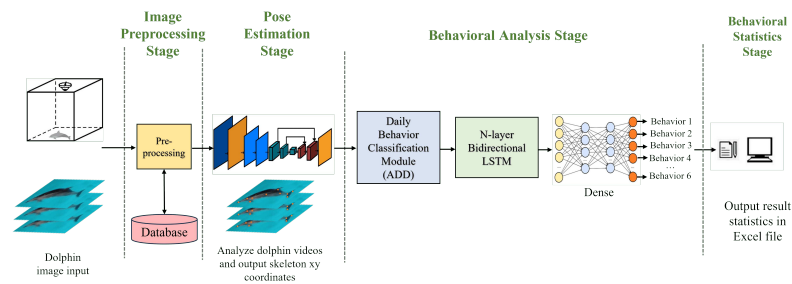 Image
Preprocessing
Stage
Pose
Estimation
Stage
Behavioral Analysis Stage
Behavioral
Statistics
Stage
Pre-
processing
Database
Dolphin
image input
Analyze dolphin videos
and output skeleton xy
coordinates
Daily
Behavior
Classification
Module
(ADD)
N-layer
Bidirectional
LSTM
Dense
Behavior 1
Behavior 2
Behavior 3
Behavior 4
...
Behavior 6
Output result
statistics in
Excel file